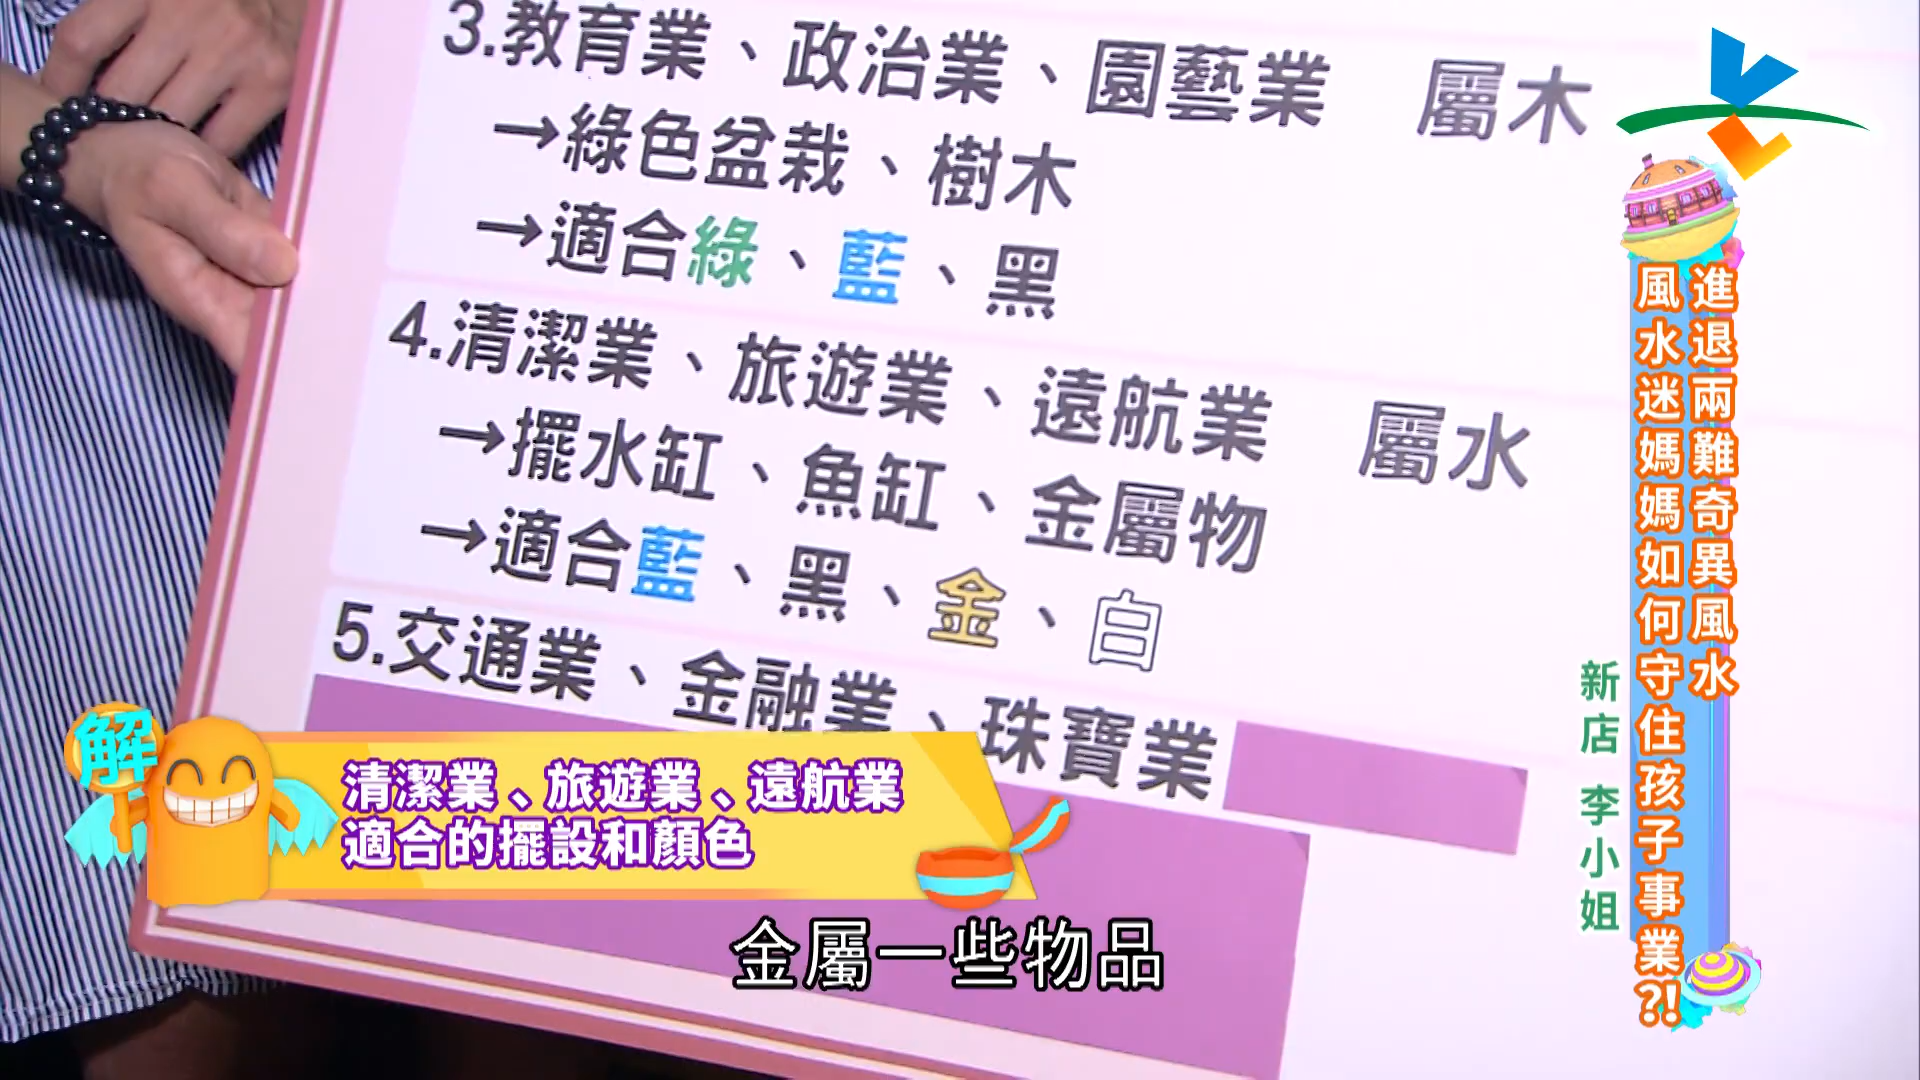 3.教育業、政治業、園藝業 屬木
→綠色盆栽、樹木
→適合綠、藍、黑
4.清潔業、旅遊業、遠航業 屬水
→擺水缸、魚缸、金屬物
→適合藍、黑、金、白
5.交通業、金融業、珠寶業
解
清潔業、旅遊業、遠航業
適合的擺設和顏色
金屬一些物品
進退兩難奇異風水
風水迷媽媽如何守住孩子事業?!
新店 李小姐